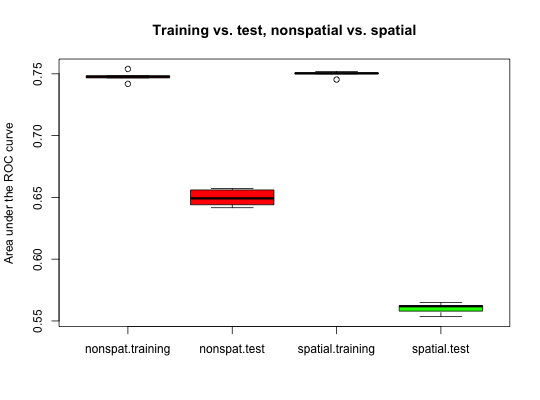 Training vs. test, nonspatial vs. spatial
Area under the ROC curve
0.75
0.70
0.65
0.60
0.55
nonspat.training nonspat.test spatial.training spatial.test